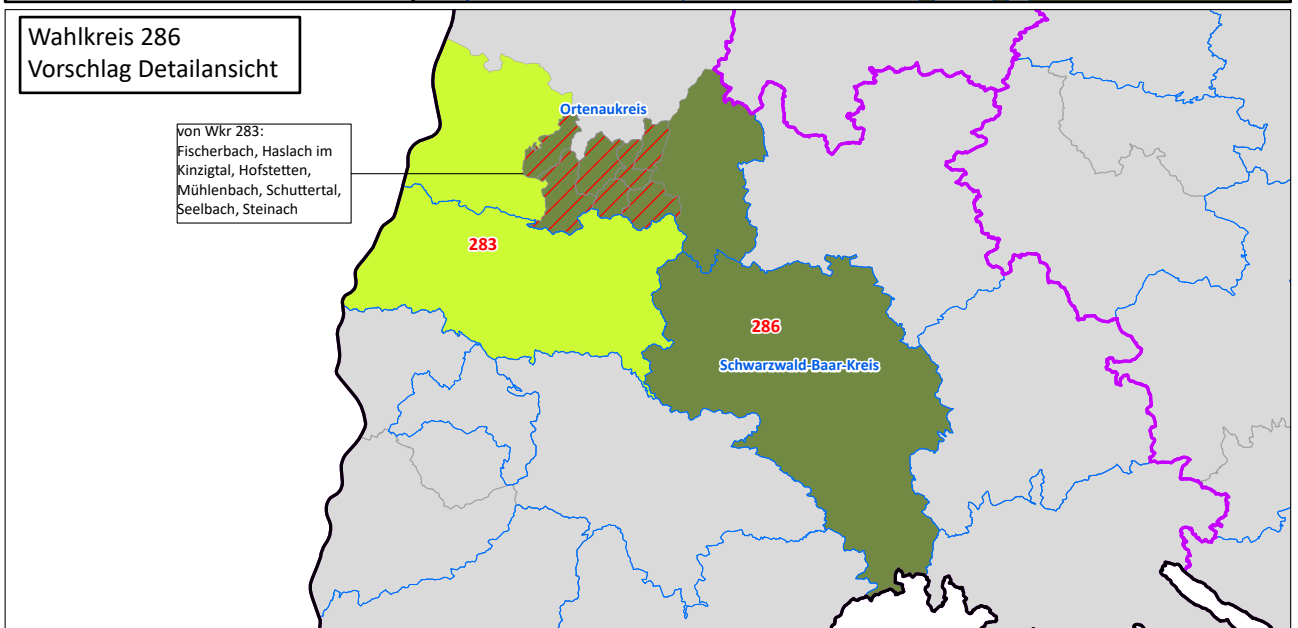 Wahlkreis 286
Vorschlag Detailansicht
Ortenaukreis
von Wkr 283:
Fischerbach, Haslach im
Kinzigtal, Hofstetten,
Mühlenbach, Schuttertal,
Seelbach, Steinach
283
286
Schwarzwald-Baar-Kreis